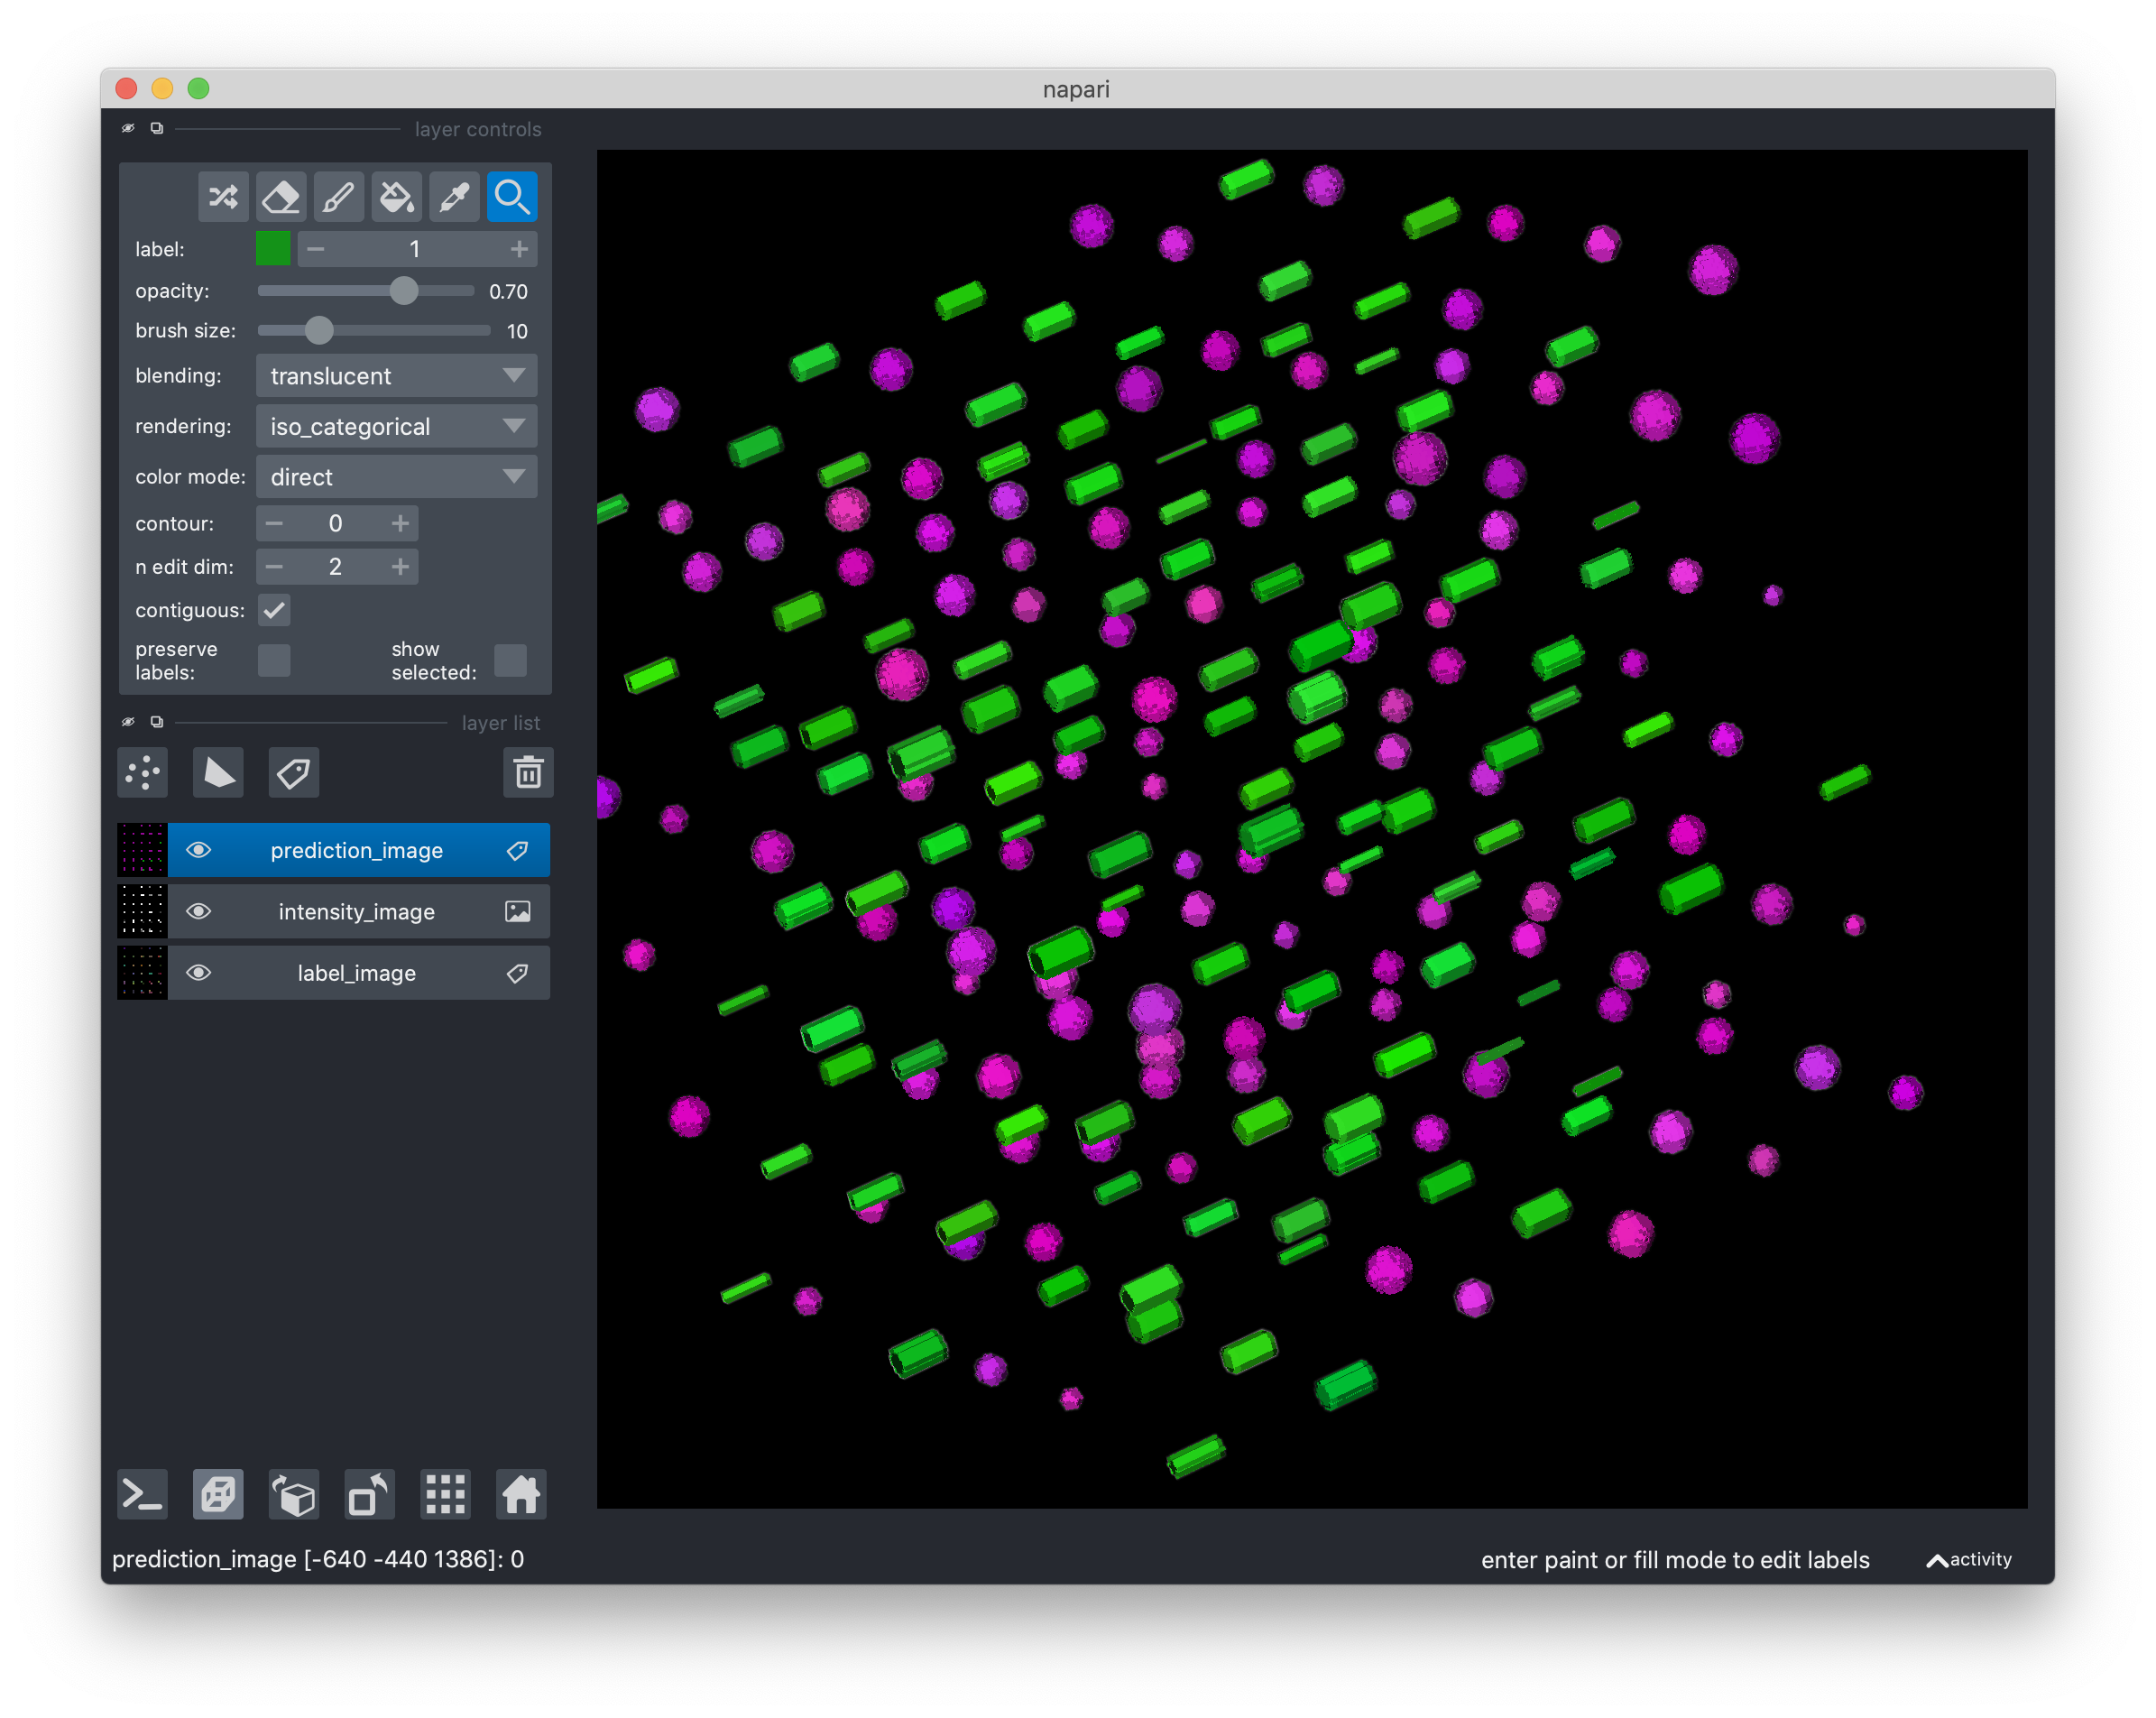 napari
layer controls
label: 1
opacity: 0.70
brush size: 10
blending: translucent
rendering: iso_categorical
color mode: direct
contour: 0
n edit dim: 2
contiguous:
preserve labels: show selected:
layer list
prediction_image
intensity_image
label_image
prediction_image [-640 -440 1386]: 0 enter paint or fill mode to edit labels activity